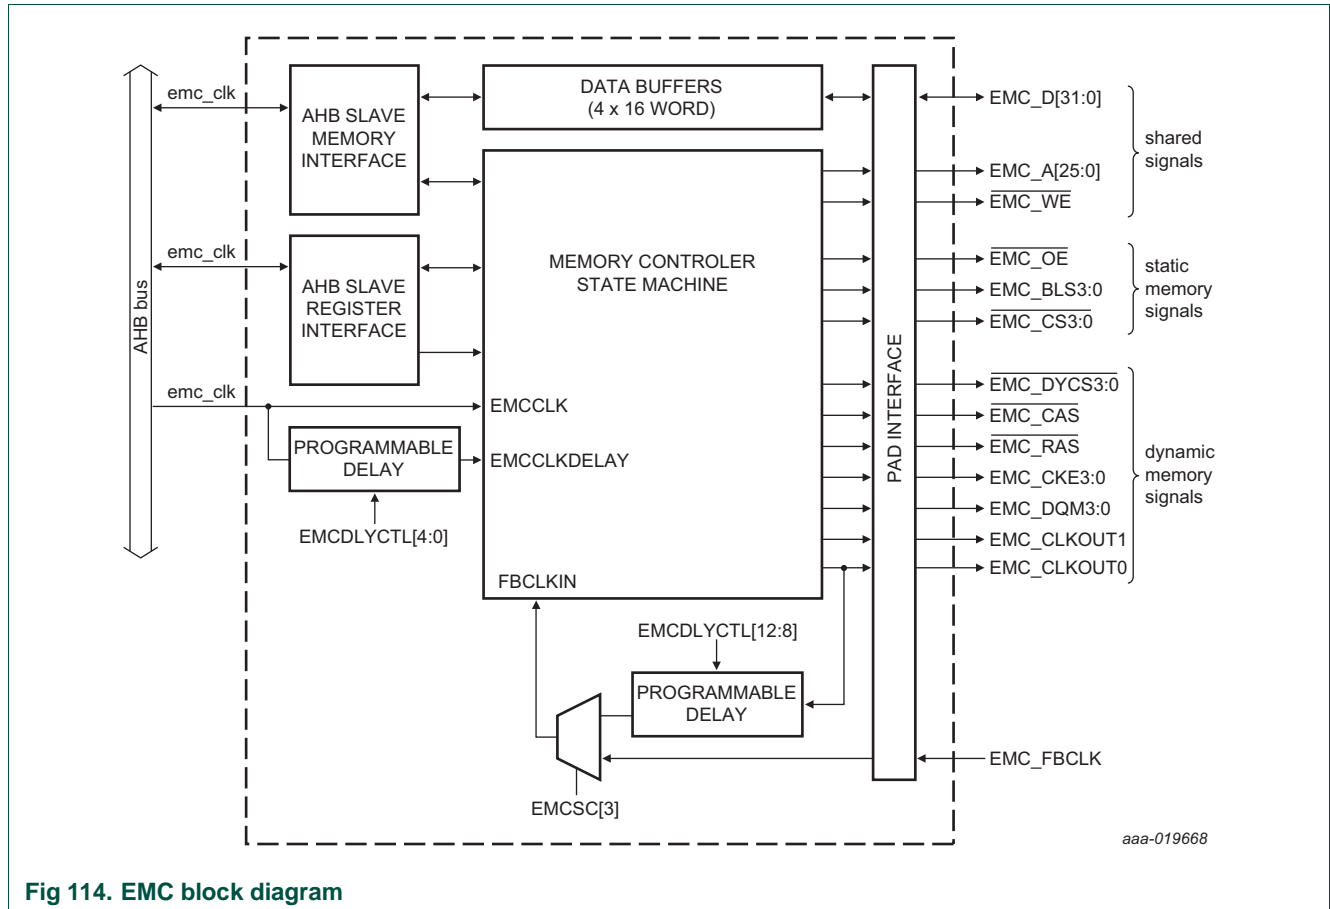 emc_clk
AHB SLAVE
MEMORY
INTERFACE
DATA BUFFERS
(4 x 16 WORD)
EMC_D[31:0]
shared
signals
EMC_A[25:0]
EMC_WE
emc_clk
AHB SLAVE
REGISTER
INTERFACE
MEMORY CONTROLER
STATE MACHINE
EMC_OE
EMC_BLS3:0
EMC_CS3:0
static
memory
signals
AHB bus
PAD INTERFACE
emc_clk
EMCCLK
PROGRAMMABLE
DELAY
EMCCLKDELAY
EMCDLYCTL[4:0]
EMC_DYCS3:0
EMC_CAS
EMC_RAS
EMC_CKE3:0
EMC_DQM3:0
EMC_CLKOUT1
EMC_CLKOUT0
dynamic
memory
signals
FBCLKIN
EMCDLYCTL[12:8]
PROGRAMMABLE
DELAY
EMC_FBCLK
EMCSC[3]
aaa-019668
Fig 114. EMC block diagram